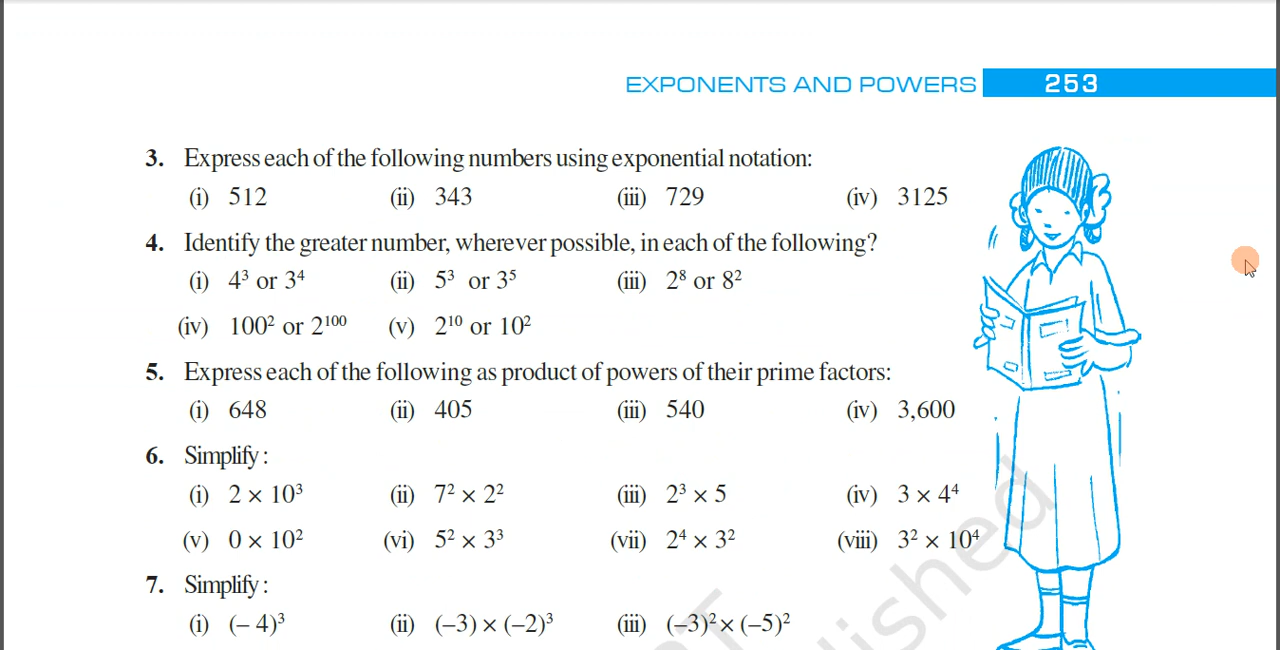 EXPONENTS AND POWERS 253
3. Express each of the following numbers using exponential notation:
(i) 512 (ii) 343 (iii) 729 (iv) 3125
4. Identify the greater number, wherever possible, in each of the following?
(i) 4³ or 3⁴ (ii) 5³ or 3⁵ (iii) 2⁸ or 8²
(iv) 100² or 2¹⁰⁰ (v) 2¹⁰ or 10²
5. Express each of the following as product of powers of their prime factors:
(i) 648 (ii) 405 (iii) 540 (iv) 3,600
6. Simplify :
(i) 2 × 10³ (ii) 7² × 2² (iii) 2³ × 5 (iv) 3 × 4⁴
(v) 0 × 10² (vi) 5² × 3³ (vii) 2⁴ × 3² (viii) 3² × 10⁴
7. Simplify :
(i) (– 4)³ (ii) (–3) × (–2)³ (iii) (–3)² × (–5)²